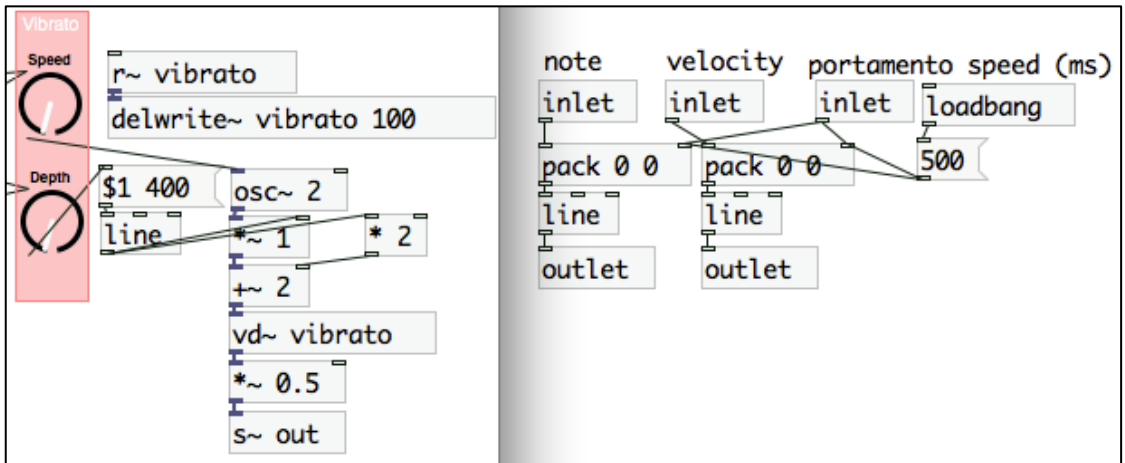 Vibrato
Speed
Depth
r~ vibrato
delwrite~ vibrato 100
$1 400
line
osc~ 2
*~ 1
* 2
+~ 2
vd~ vibrato
*~ 0.5
s~ out
note velocity portamento speed (ms)
inlet inlet inlet loadbang
pack 0 0 pack 0 0 500
line line
outlet outlet